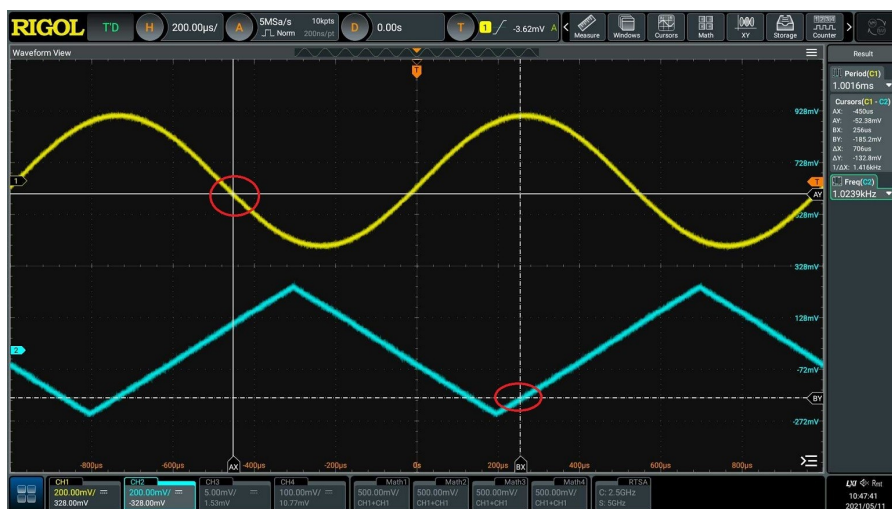 RIGOL T'D H 200.00μs/ A 5MSa/s 10kpts D 0.00s T 1 -3.62mV A < Measure Windows Cursors Math XY Storage Counter >
Norm 200ns/pt
Waveform View
T
Result
Period(C1)
1.0016ms
Cursors(C1 - C2)
AX: -450us
AY: -52.38mV
BX: 256us
BY: -185.2mV
ΔX: 706us
ΔY: -132.8mV
1/ΔX: 1.416kHz
Freq(C2)
1.0239kHz
928mV
728mV
1
T
AY
328mV
128mV
2
-72mV
BY
-272mV
-800μs -600μs AX -400μs -200μs 0s 200μs BX 400μs 600μs 800μs
CH1 CH2 CH3 CH4 Math1 Math2 Math3 Math4 RTSA
200.00mV/ 200.00mV/ 5.00mV/ 100.00mV/ 500.00mV/ 500.00mV/ 500.00mV/ 500.00mV/ C: 2.5GHz
328.00mV -328.00mV 1.53mV 10.77mV CH1+CH1 CH1+CH1 CH1+CH1 CH1+CH1 S: 5GHz
LXI
10:47:41
2021/05/11